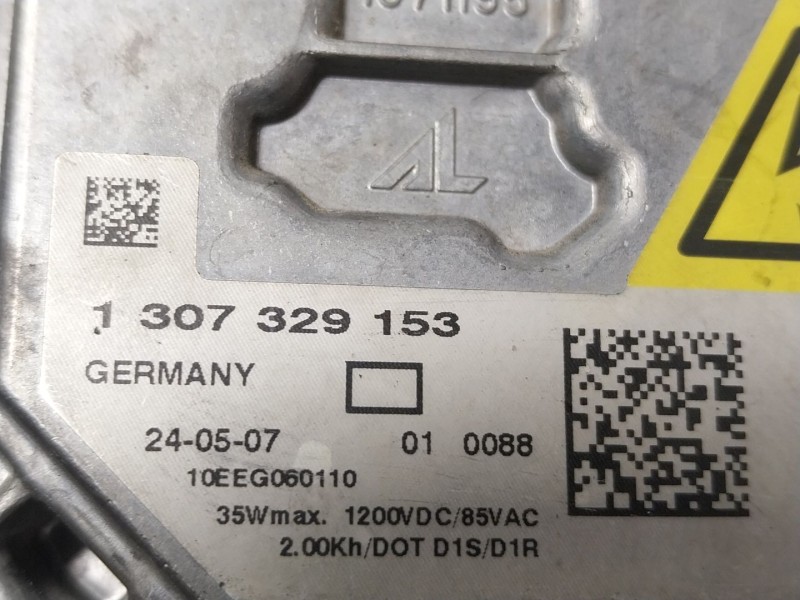 AL
1 307 329 153
GERMANY
24-05-07 01 0088
10EEG060110
35Wmax. 1200VDC/85VAC
2.00Kh/DOT D1S/D1R